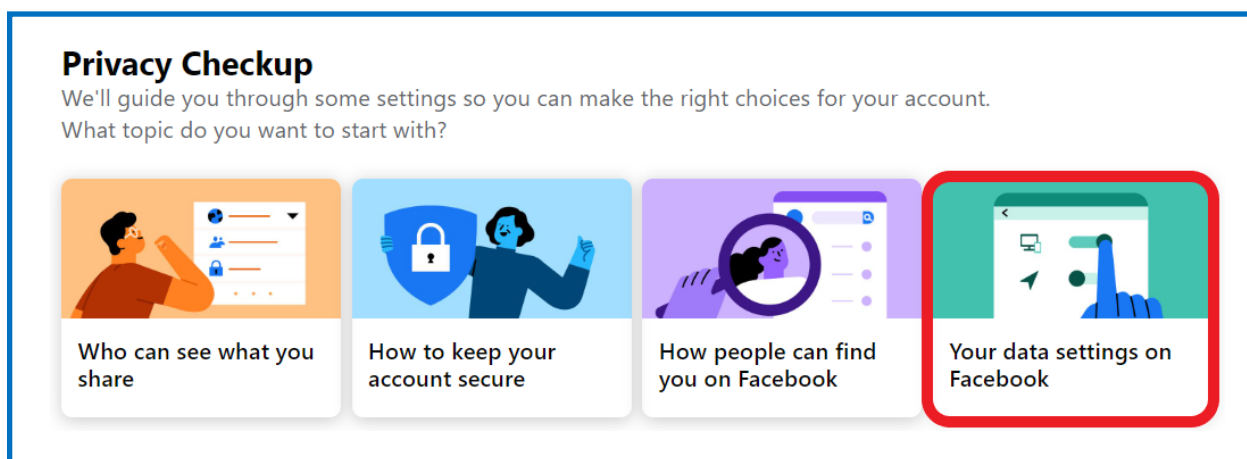 Privacy Checkup
We'll guide you through some settings so you can make the right choices for your account.
What topic do you want to start with?
Who can see what you
share
How to keep your
account secure
How people can find
you on Facebook
Your data settings on
Facebook